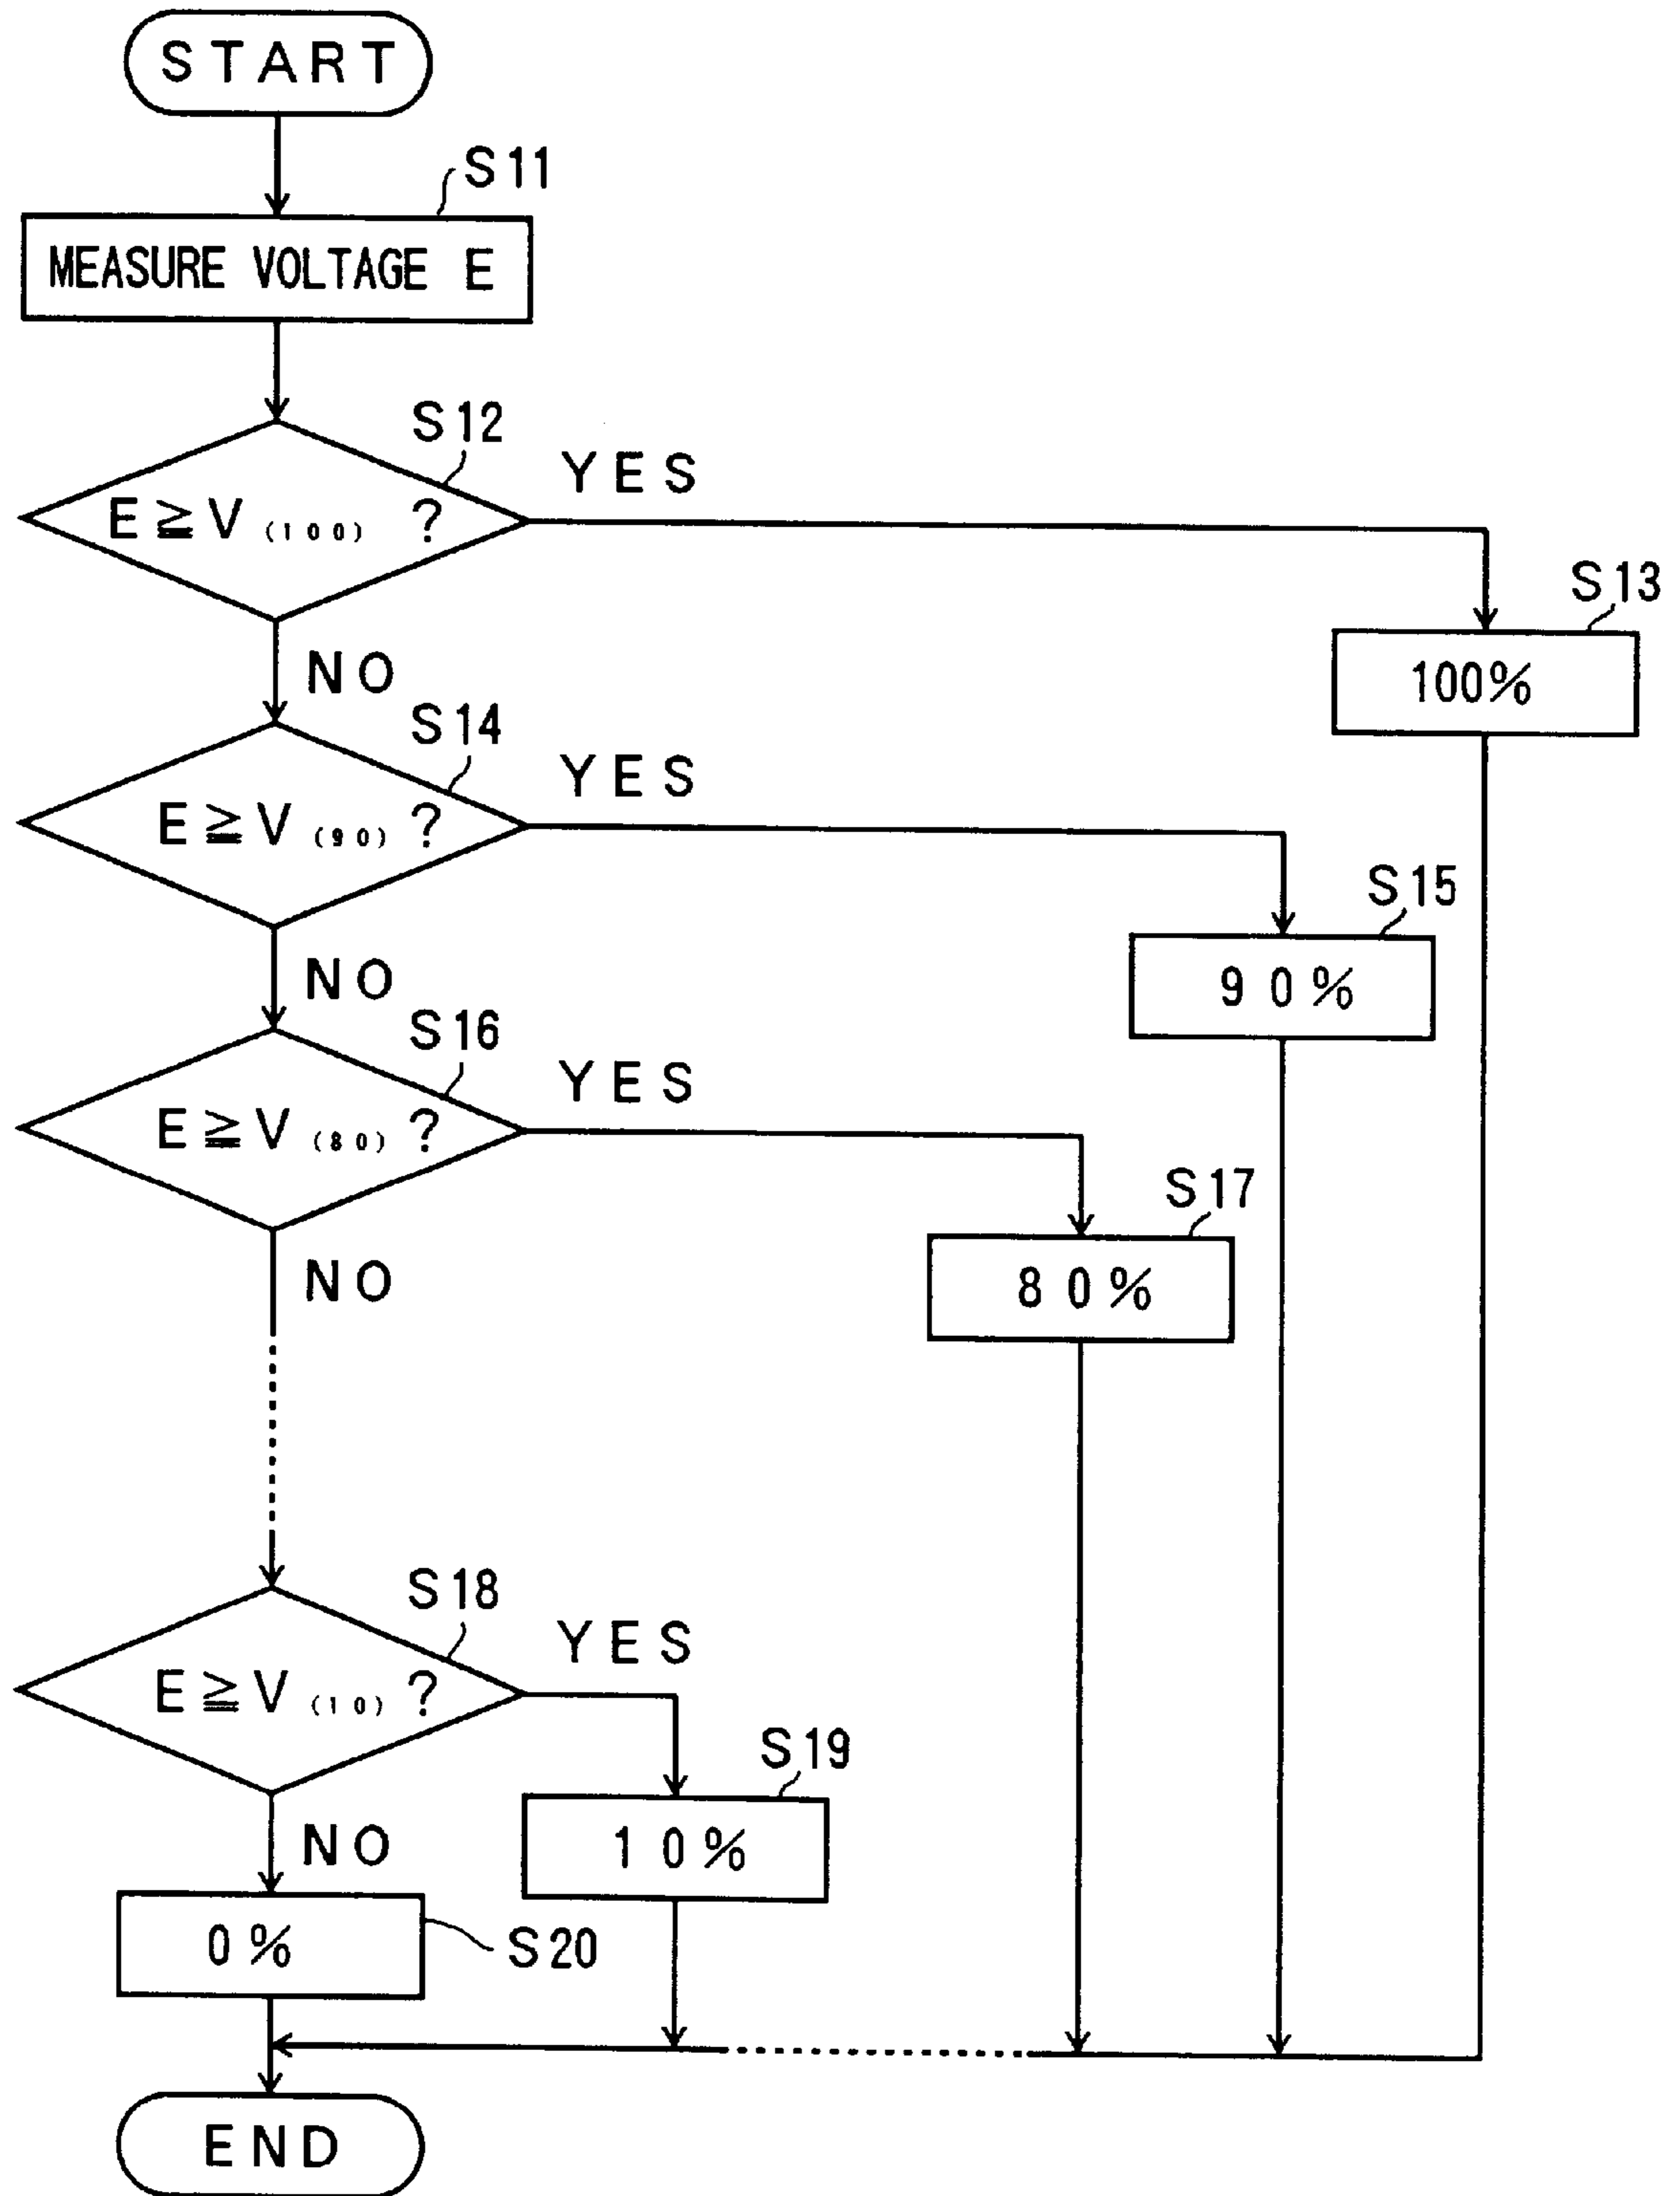 START
S11
MEASURE VOLTAGE E
S12
YES
E ≧ V (100) ?
S13
100%
NO
S14
YES
E ≧ V (90) ?
S15
90%
NO
S16
YES
E ≧ V (80) ?
S17
80%
NO
S18
YES
E ≧ V (10) ?
S19
10%
NO
0%
S20
END